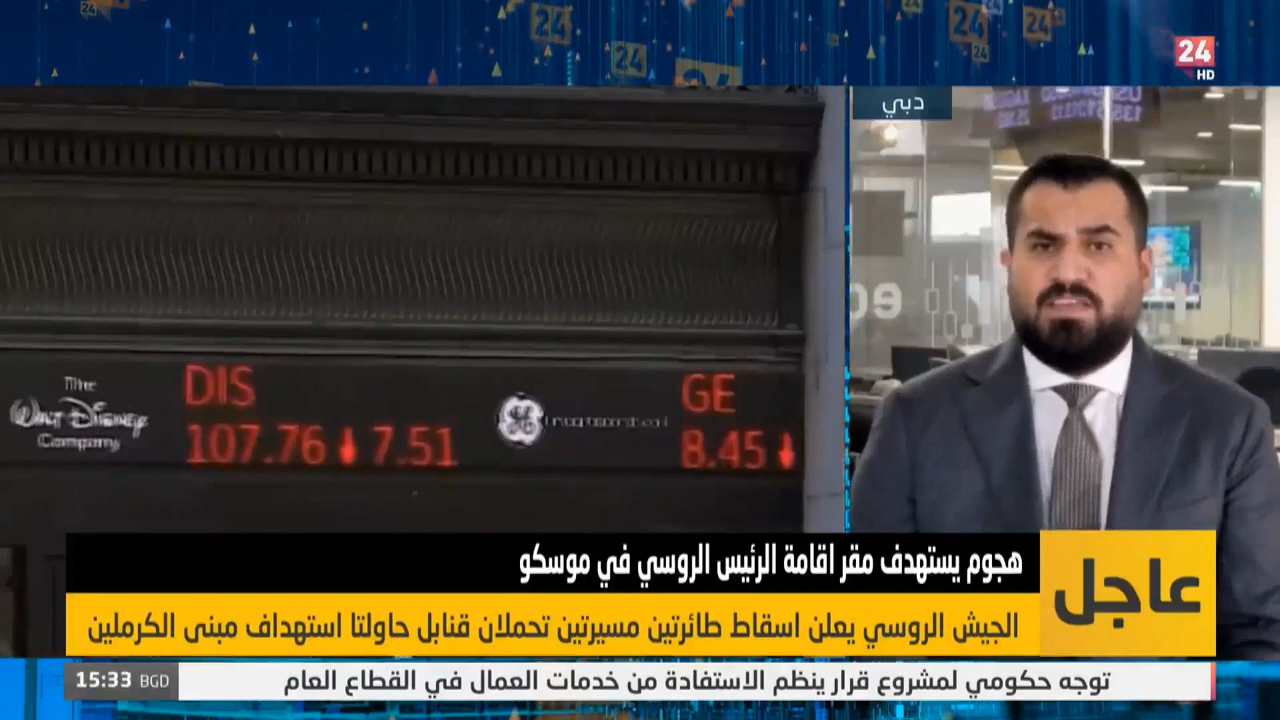 24
HD
دبي
The
WALT DISNEY
Company
DIS
107.76 7.51
GE
8.45
عاجل
هجوم يستهدف مقر اقامة الرئيس الروسي في موسكو
الجيش الروسي يعلن اسقاط طائرتين مسيرتين تحملان قنابل حاولتا استهداف مبنى الكرملين
15:33 BGD
توجه حكومي لمشروع قرار ينظم الاستفادة من خدمات العمال في القطاع العام